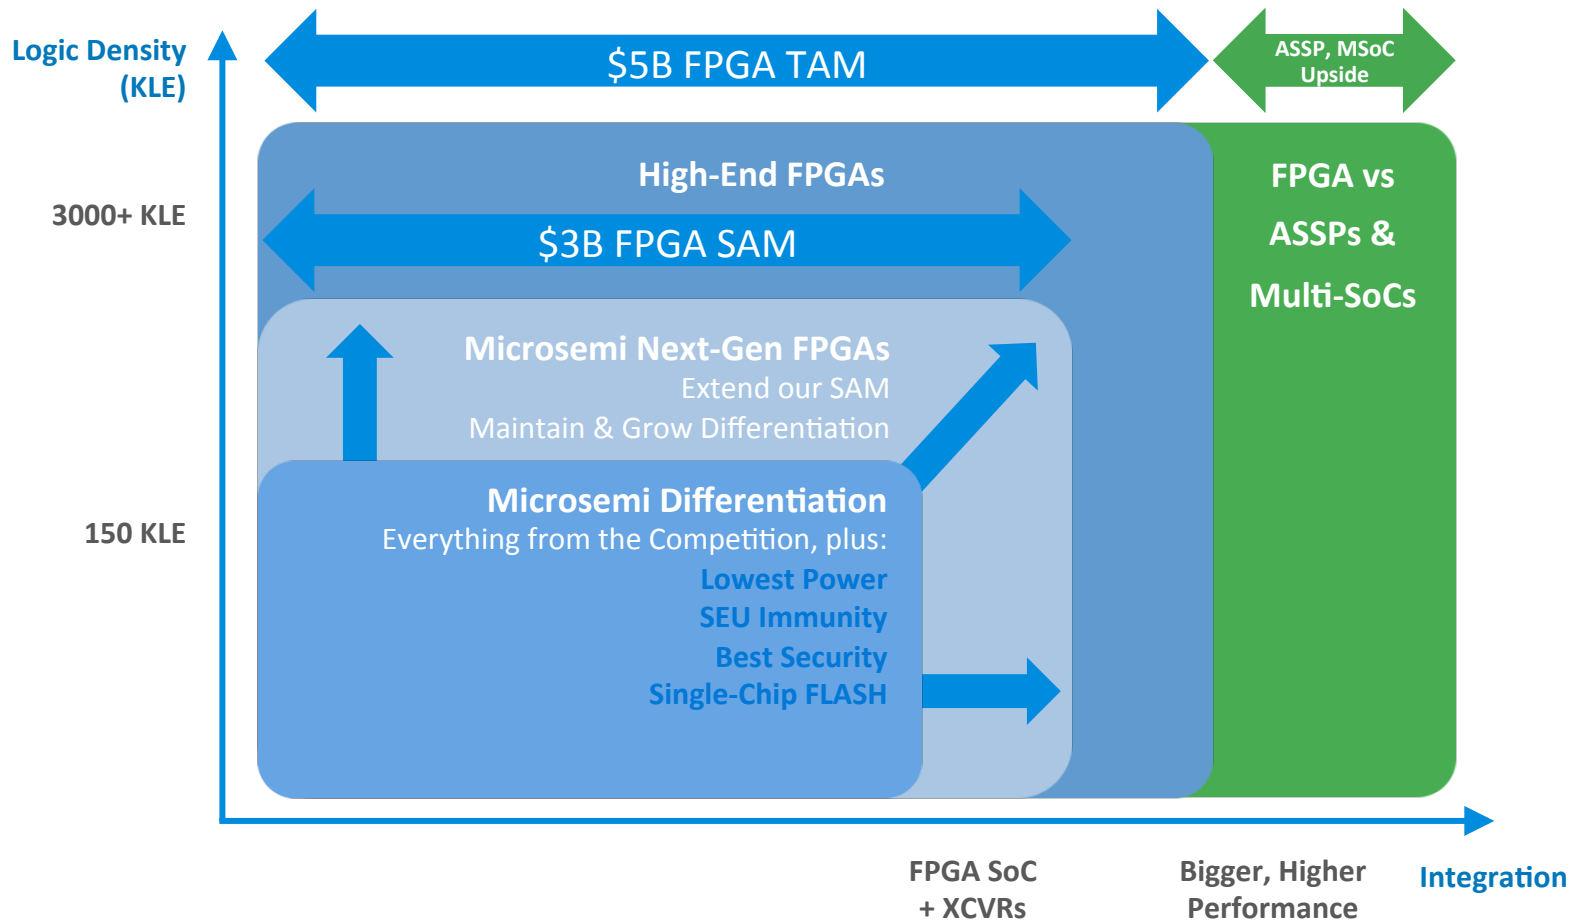 Logic Density
(KLE)
$5B FPGA TAM
ASSP, MSoC
Upside
High-End FPGAs
FPGA vs
ASSPs &
Multi-SoCs
3000+ KLE
$3B FPGA SAM
Microsemi Next-Gen FPGAs
Extend our SAM
Maintain & Grow Differentiation
Microsemi Differentiation
Everything from the Competition, plus:
150 KLE
Lowest Power
SEU Immunity
Best Security
Single-Chip FLASH
FPGA SoC
+ XCVRs
Bigger, Higher
Performance
Integration